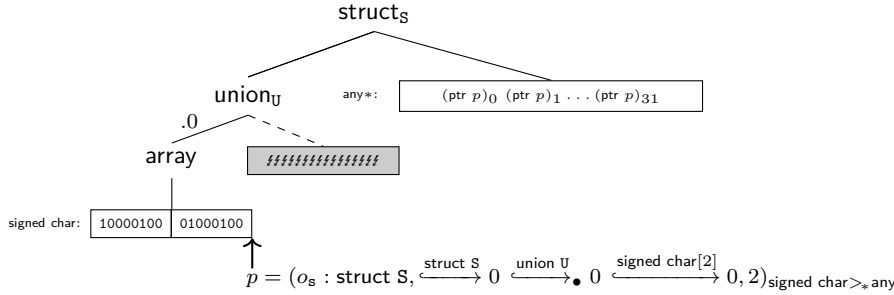 struct_S
union_U any*: (ptr p)_0 (ptr p)_1 . . . (ptr p)_31
.0
array ↯↯↯↯↯↯↯↯↯↯↯↯↯↯↯↯
signed char: 10000100 01000100
p = (o_s : struct S, ↪ struct S→ 0 ↪ union U→• 0 ↪ signed char[2]→ 0, 2)_signed char>*any